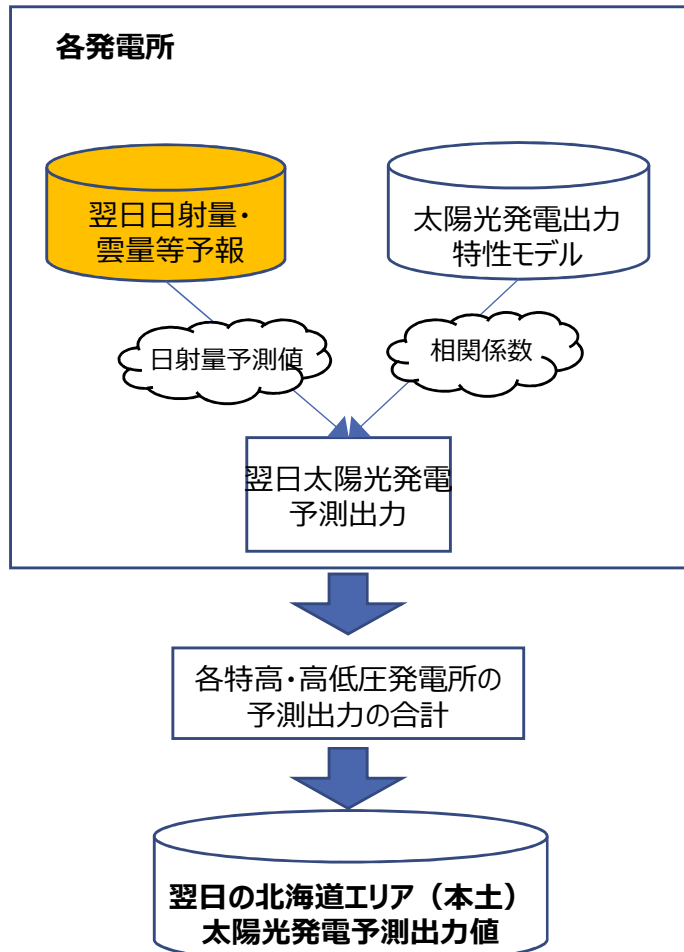 各発電所
翌日日射量・
雲量等予報
太陽光発電出力
特性モデル
日射量予測値
相関係数
翌日太陽光発電
予測出力
各特高・高低圧発電所の
予測出力の合計
翌日の北海道エリア（本土）
太陽光発電予測出力値